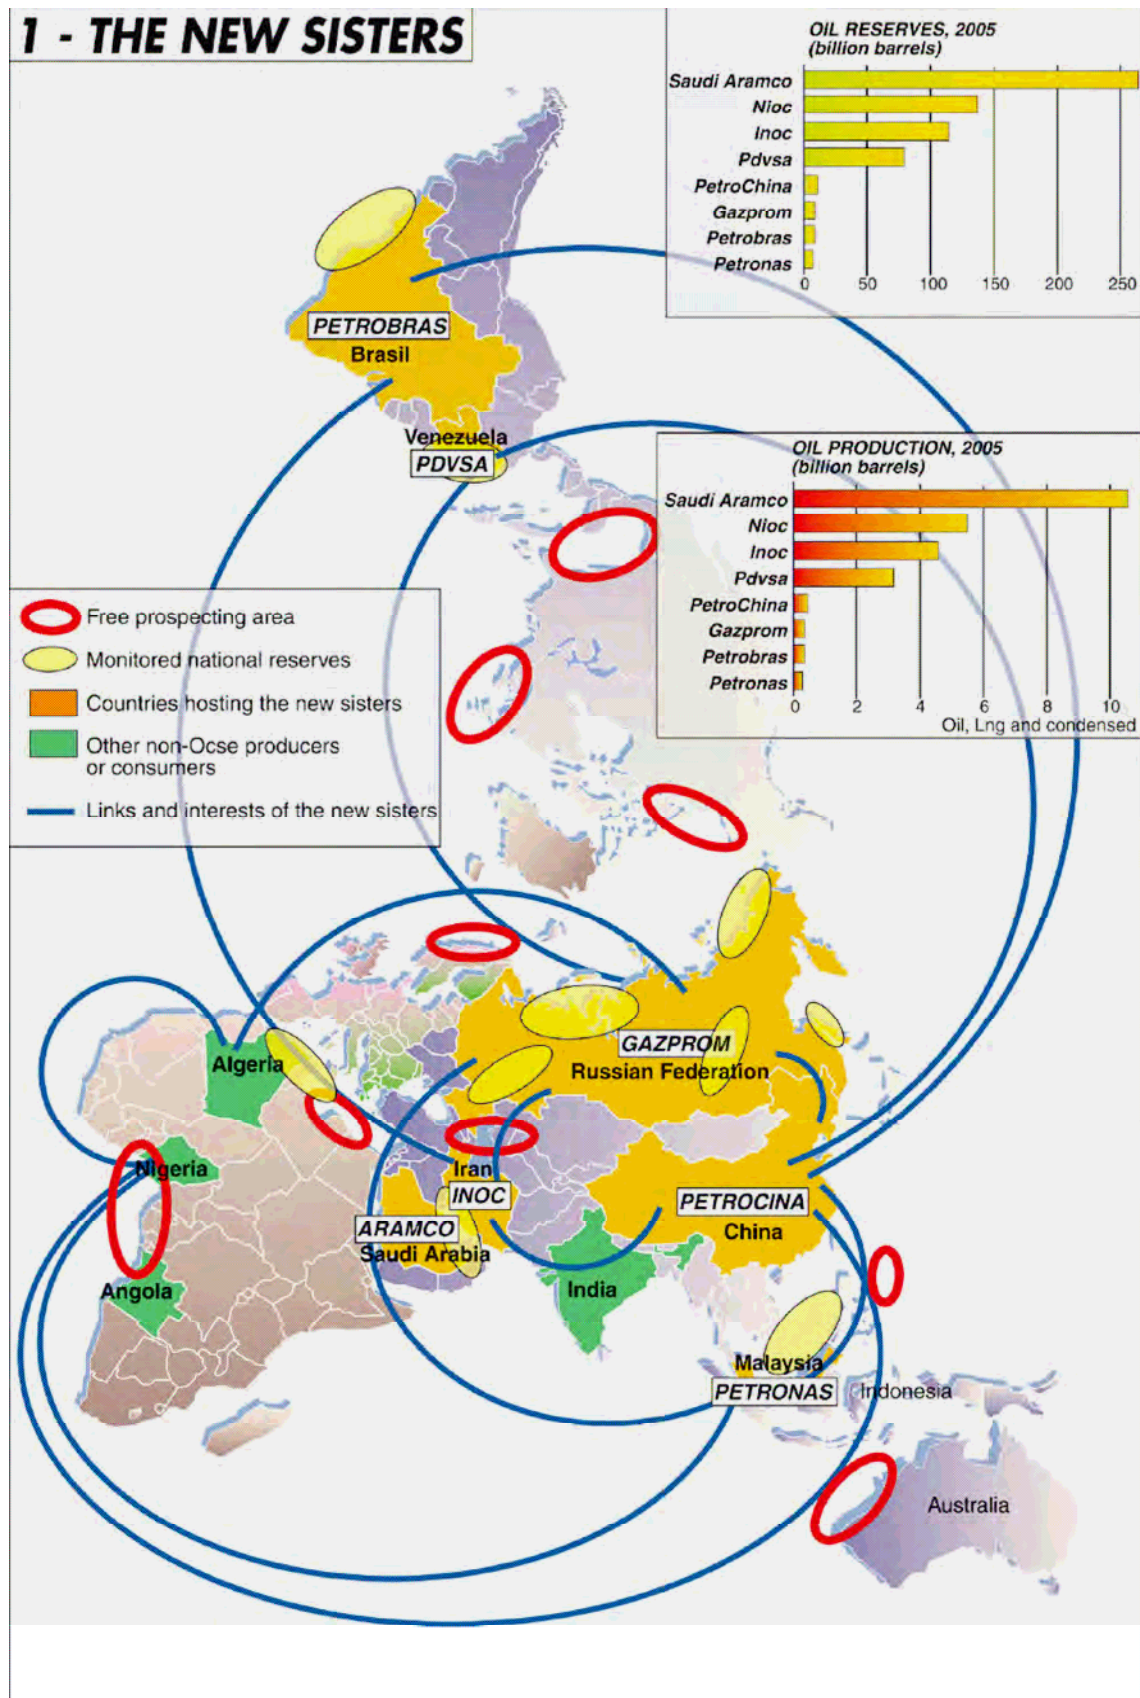 1 - THE NEW SISTERS
OIL RESERVES, 2005
(billion barrels)
Saudi Aramco
Nioc
Inoc
Pdvsa
PetroChina
Gazprom
Petrobras
Petronas
0 50 100 150 200 250
PETROBRAS
Brasil
Venezuela
PDVSA
OIL PRODUCTION, 2005
(billion barrels)
Saudi Aramco
Nioc
Inoc
Pdvsa
PetroChina
Gazprom
Petrobras
Petronas
0 2 4 6 8 10
Oil, Lng and condensed
Free prospecting area
Monitored national reserves
Countries hosting the new sisters
Other non-Ocse producers
or consumers
Links and interests of the new sisters
GAZPROM
Russian Federation
Algeria
Nigeria
Iran
INOC
ARAMCO
Saudi Arabia
PETROCINA
China
Angola
India
Malaysia
PETRONAS
Indonesia
Australia